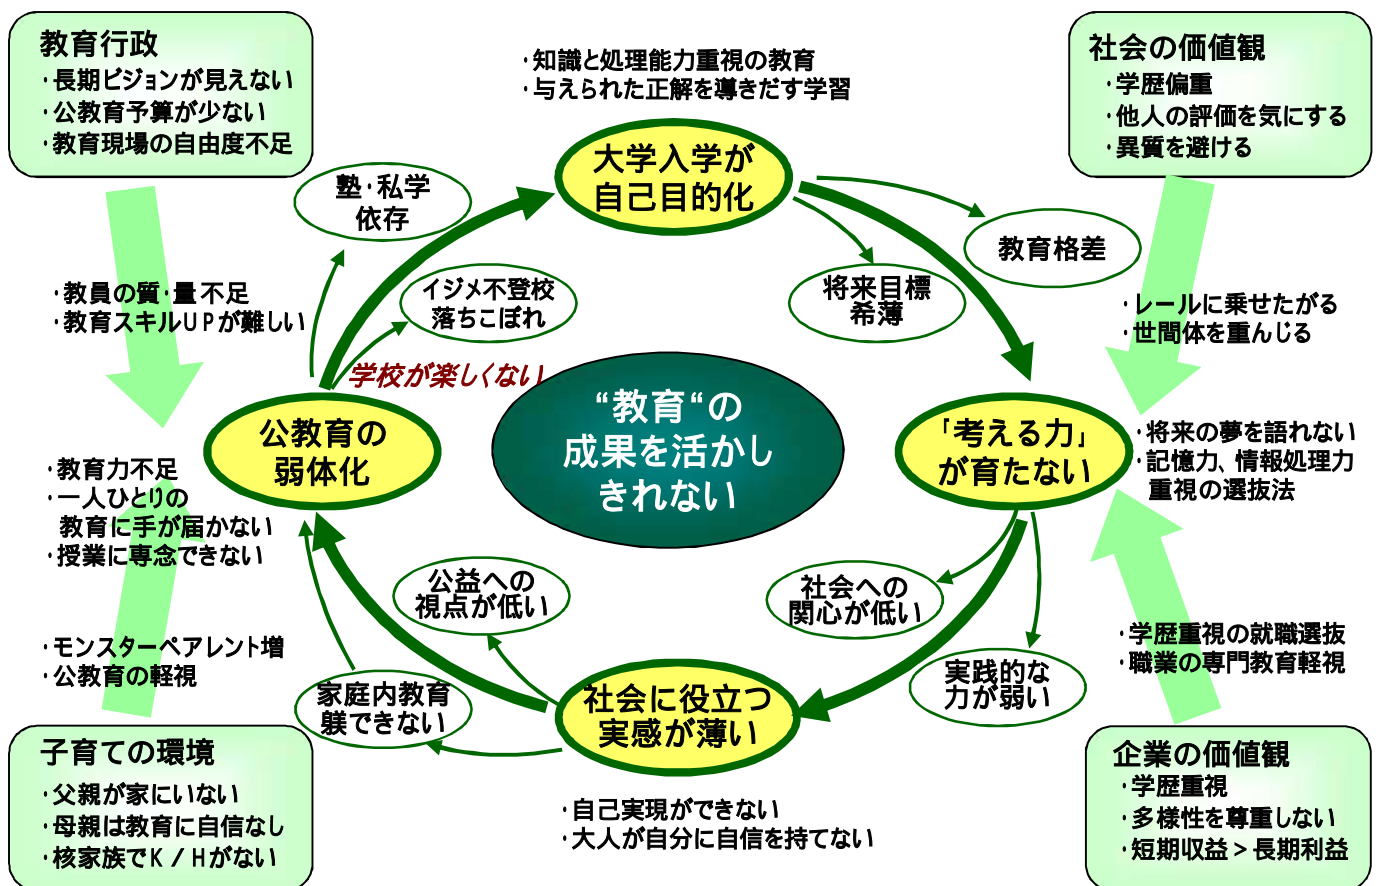 教育行政
・長期ビジョンが見えない
・公教育予算が少ない
・教育現場の自由度不足
・知識と処理能力重視の教育
・与えられた正解を導きだす学習
社会の価値観
・学歴偏重
・他人の評価を気にする
・異質を避ける
大学入学が
自己目的化
塾・私学
依存
イジメ不登校
落ちこぼれ
教育格差
将来目標
希薄
・教員の質・量不足
・教育スキルUPが難しい
・レールに乗せたがる
・世間体を重んじる
学校が楽しくない
“教育“の
成果を活かし
きれない
公教育の
弱体化
「考える力」
が育たない
・将来の夢を語れない
・記憶力、情報処理力
重視の選抜法
・教育力不足
・一人ひとりの
教育に手が届かない
・授業に専念できない
公益への
視点が低い
社会への
関心が低い
・モンスターペアレント増
・公教育の軽視
・学歴重視の就職選抜
・職業の専門教育軽視
家庭内教育
躾できない
社会に役立つ
実感が薄い
実践的な
力が弱い
子育ての環境
・父親が家にいない
・母親は教育に自信なし
・核家族でK/Hがない
・自己実現ができない
・大人が自分に自信を持てない
企業の価値観
・学歴重視
・多様性を尊重しない
・短期収益>長期利益